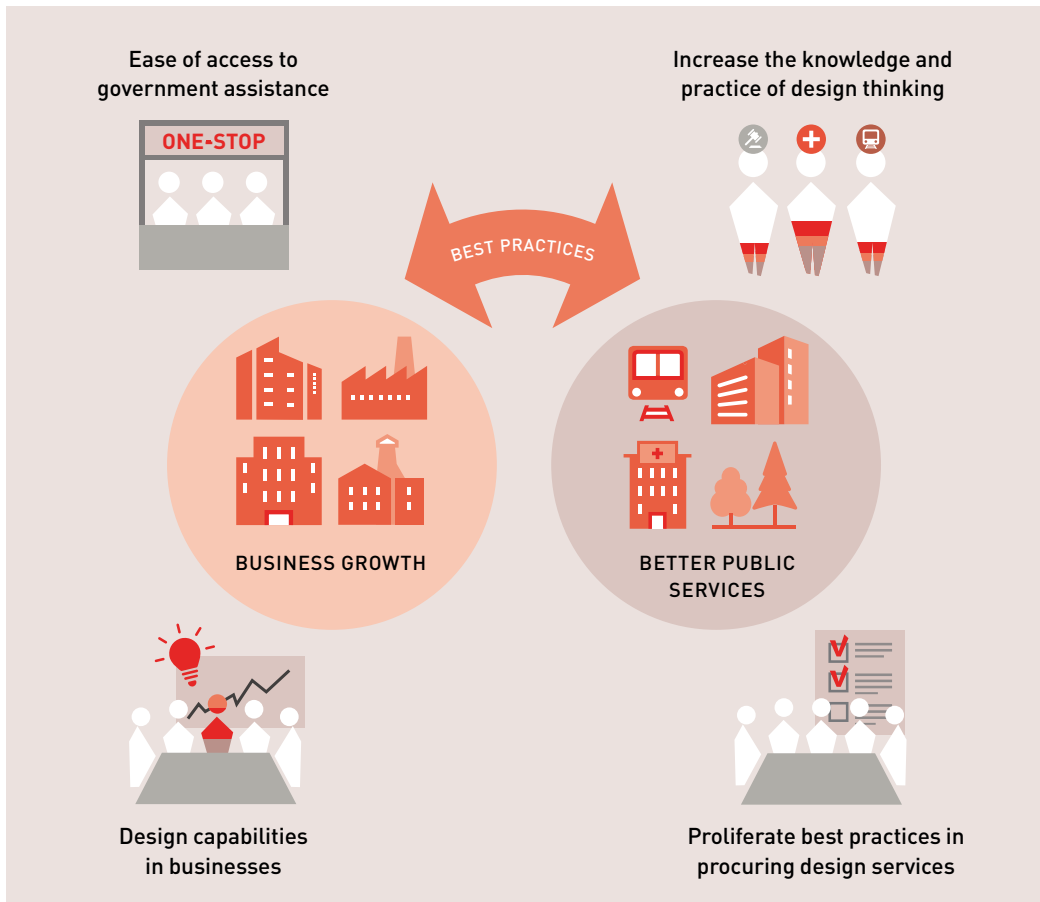 Ease of access to
government assistance
ONE-STOP
Increase the knowledge and
practice of design thinking
BEST PRACTICES
BUSINESS GROWTH
BETTER PUBLIC
SERVICES
Design capabilities
in businesses
Proliferate best practices in
procuring design services